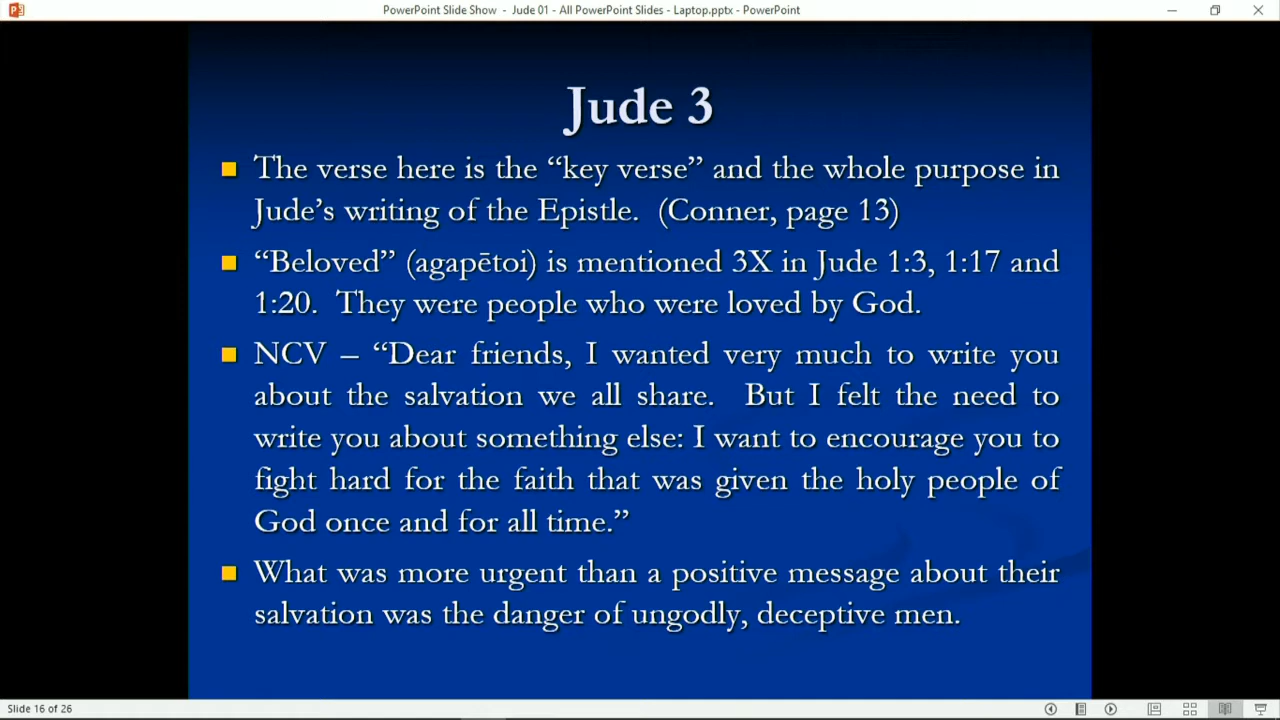 PowerPoint Slide Show - Jude 01 - All PowerPoint Slides - Laptop.pptx - PowerPoint
Jude 3
The verse here is the “key verse” and the whole purpose in
Jude’s writing of the Epistle. (Conner, page 13)
“Beloved” (agapētoi) is mentioned 3X in Jude 1:3, 1:17 and
1:20. They were people who were loved by God.
NCV – “Dear friends, I wanted very much to write you
about the salvation we all share. But I felt the need to
write you about something else: I want to encourage you to
fight hard for the faith that was given the holy people of
God once and for all time.”
What was more urgent than a positive message about their
salvation was the danger of ungodly, deceptive men.
Slide 16 of 26